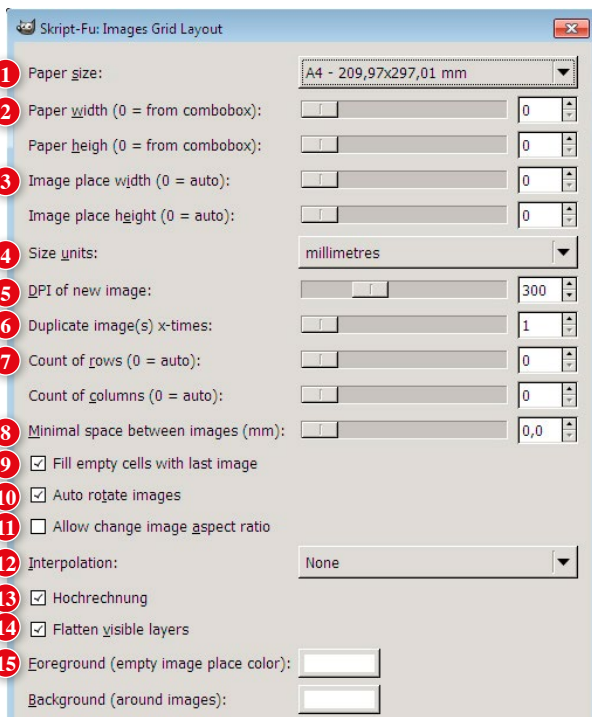 Skript-Fu: Images Grid Layout
1 Paper size: A4 - 209,97x297,01 mm
2 Paper width (0 = from combobox): 0
Paper heigh (0 = from combobox): 0
3 Image place width (0 = auto): 0
Image place height (0 = auto): 0
4 Size units: millimetres
5 DPI of new image: 300
6 Duplicate image(s) x-times: 1
7 Count of rows (0 = auto): 0
Count of columns (0 = auto): 0
8 Minimal space between images (mm): 0,0
9 Fill empty cells with last image
10 Auto rotate images
11 Allow change image aspect ratio
12 Interpolation: None
13 Hochrechnung
14 Flatten visible layers
15 Foreground (empty image place color):
Background (around images):